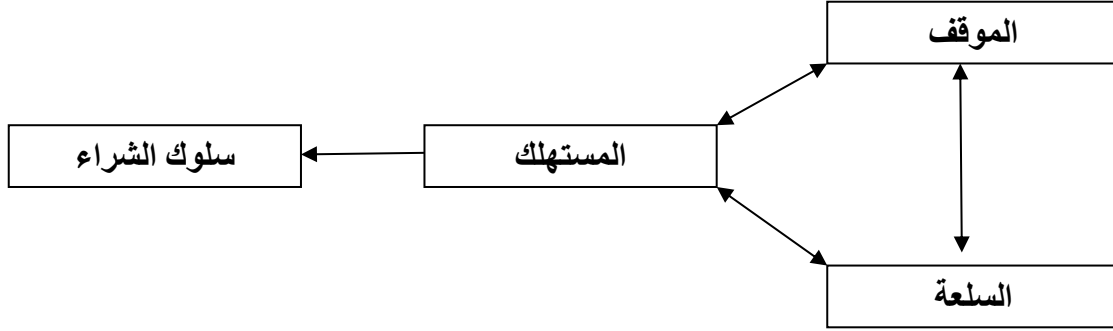 الموقف
المستهلك
سلوك الشراء
السلعة